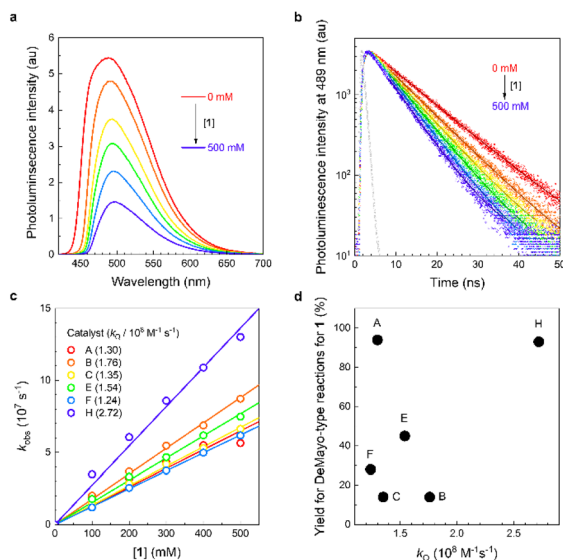 a
Photoluminsecence intensity (au)
6
5
4
3
2
1
0
0 mM
[1]
500 mM
450 500 550 600 650 700
Wavelength (nm)
b
Photoluminescence intensity at 489 nm (au)
10³
10²
10¹
0 mM
[1]
500 mM
0 10 20 30 40 50
Time (ns)
c
k_obs (10⁷ s⁻¹)
15
10
5
0
Catalyst (k_Q / 10⁸ M⁻¹ s⁻¹)
A (1.30)
B (1.76)
C (1.35)
E (1.54)
F (1.24)
H (2.72)
0 100 200 300 400 500
[1] (mM)
d
Yield for DeMayo-type reactions for 1 (%)
100
80
60
40
20
0
A
H
E
F
C
B
1.5 2.0 2.5
k_Q (10⁸ M⁻¹s⁻¹)